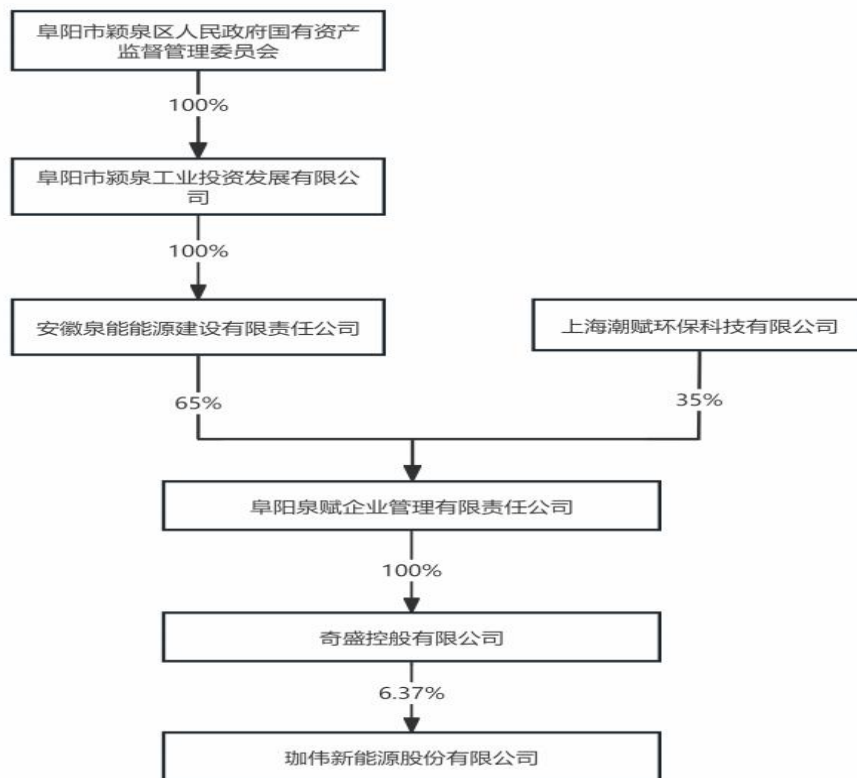 阜阳市颖泉区人民政府国有资产
监督管理委员会
100%
阜阳市颍泉工业投资发展有限公
司
100%
安徽泉能能源建设有限责任公司
上海潮赋环保科技有限公司
65%
35%
阜阳泉赋企业管理有限责任公司
100%
奇盛控般有限公司
6.37%
珈伟新能源股份有限公司